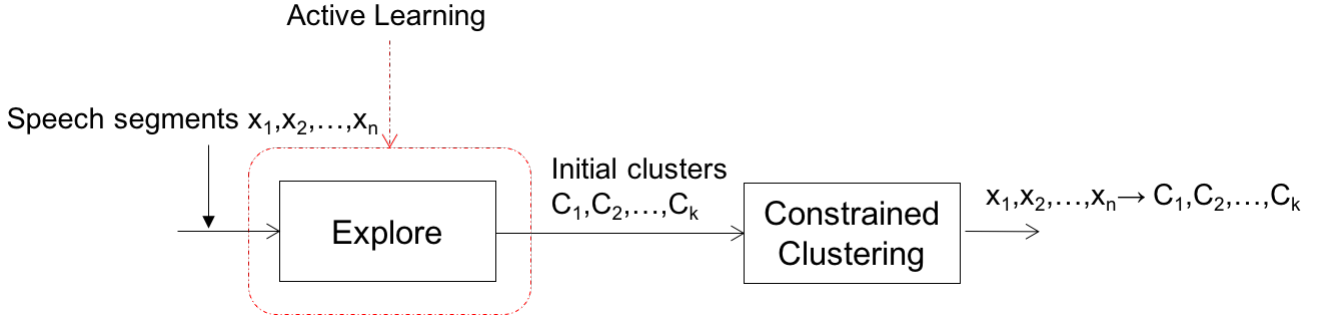 Active Learning
Speech segments x₁,x₂,…,xₙ
Explore
Initial clusters
C₁,C₂,…,Cₖ
Constrained
Clustering
x₁,x₂,…,xₙ→ C₁,C₂,…,Cₖ